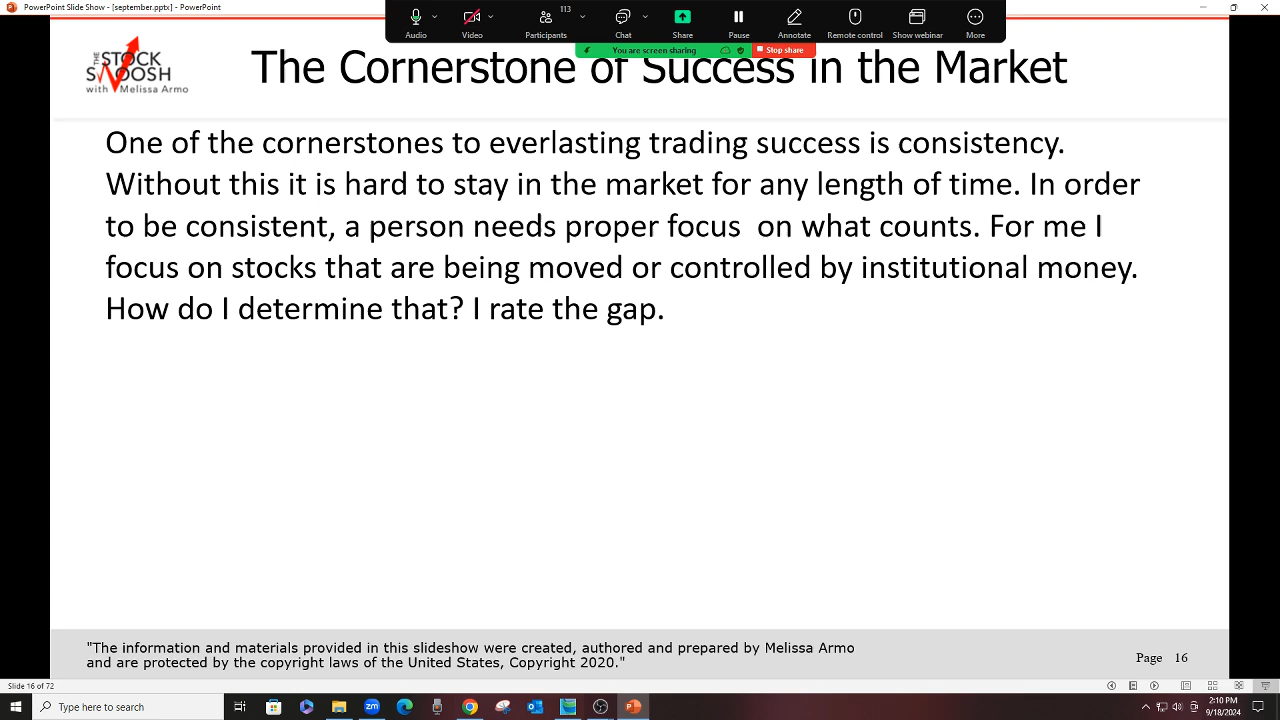 PowerPoint Slide Show - [september.pptx] - PowerPoint
Audio
Video
113
Participants
Chat
Share
Pause
Annotate
Remote control
Show webinar
More
You are screen sharing
Stop share
THE
STOCK
SWOOSH
with Melissa Armo
The Cornerstone of Success in the Market
One of the cornerstones to everlasting trading success is consistency.
Without this it is hard to stay in the market for any length of time. In order
to be consistent, a person needs proper focus  on what counts. For me I
focus on stocks that are being moved or controlled by institutional money.
How do I determine that? I rate the gap.
"The information and materials provided in this slideshow were created, authored and prepared by Melissa Armo
and are protected by the copyright laws of the United States, Copyright 2020."
Page 16
Slide 16 of 72
Type here to search
2:10 PM
9/18/2024